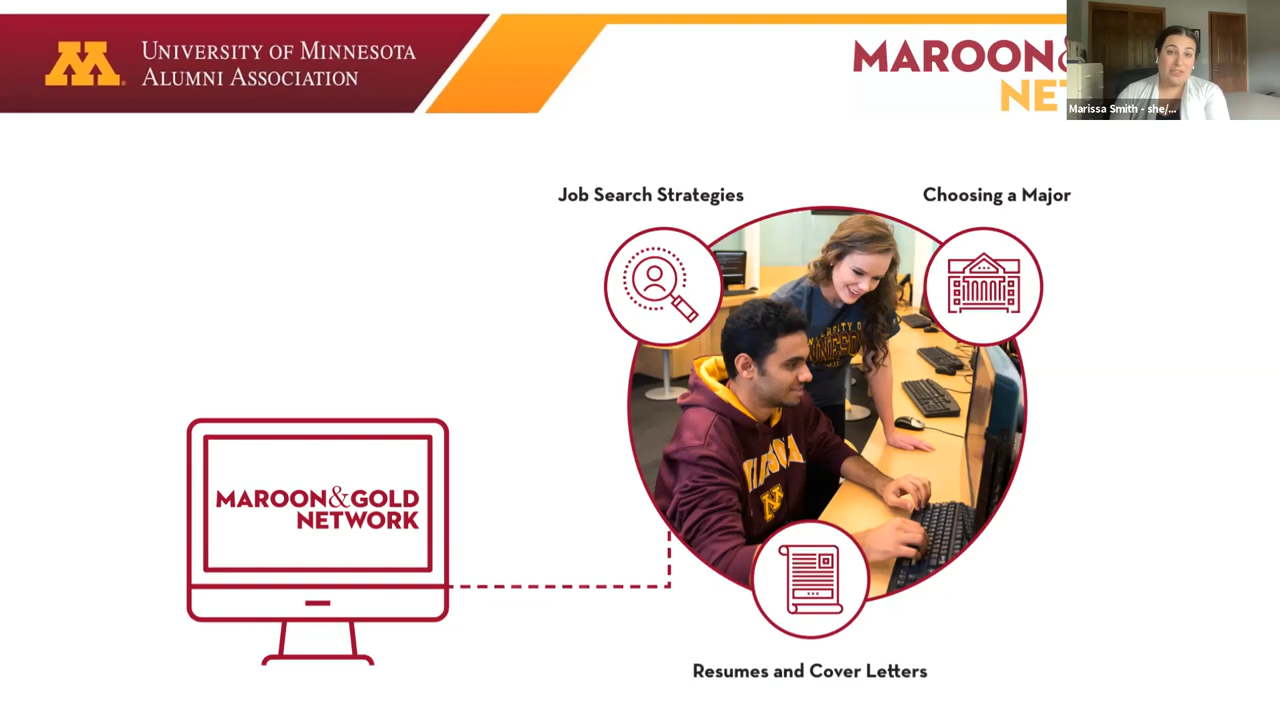 UNIVERSITY OF MINNESOTA
ALUMNI ASSOCIATION
MAROON&
NET
Marissa Smith - she/...
Job Search Strategies
Choosing a Major
MAROON&GOLD
NETWORK
Resumes and Cover Letters